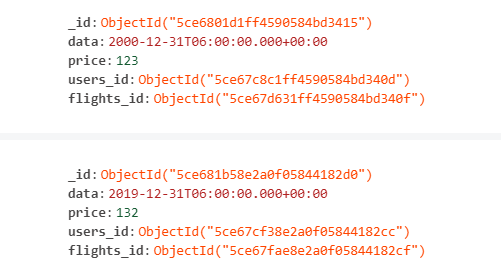 _id: ObjectId("5ce6801d1ff4590584bd3415")
data: 2000-12-31T06:00:00.000+00:00
price: 123
users_id: ObjectId("5ce67c8c1ff4590584bd340d")
flights_id: ObjectId("5ce67d631ff4590584bd340f")
_id: ObjectId("5ce681b58e2a0f05844182d0")
data: 2019-12-31T06:00:00.000+00:00
price: 132
users_id: ObjectId("5ce67cf38e2a0f05844182cc")
flights_id: ObjectId("5ce67fae8e2a0f05844182cf")